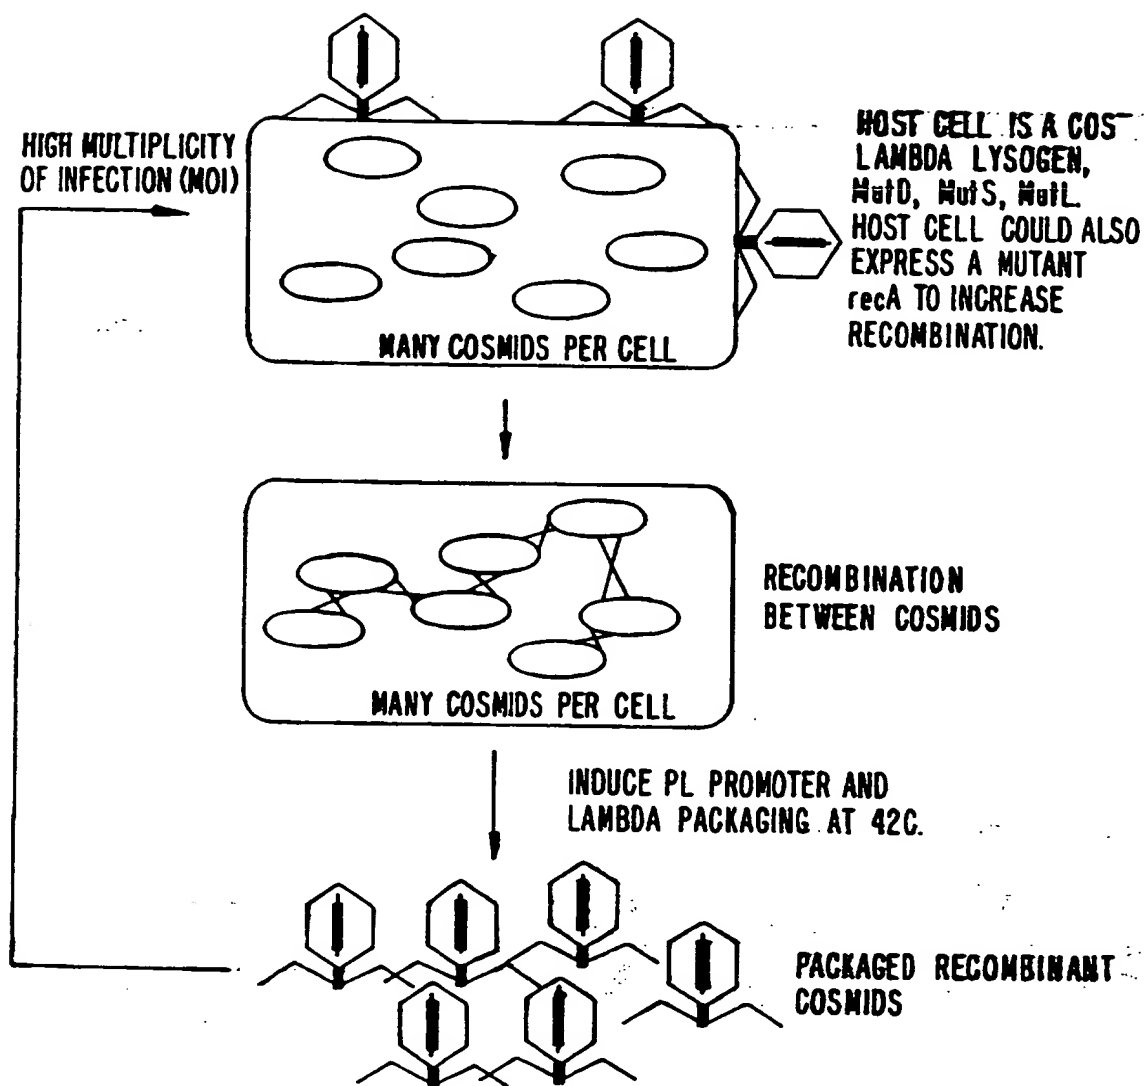 HIGH MULTIPLICITY
OF INFECTION (MOI)
HOST CELL IS A COS⁻
LAMBDA LYSOGEN,
MutD, MutS, MutL.
HOST CELL COULD ALSO
EXPRESS A MUTANT
recA TO INCREASE
RECOMBINATION.
MANY COSMIDS PER CELL
RECOMBINATION
BETWEEN COSMIDS
MANY COSMIDS PER CELL
INDUCE PL PROMOTER AND
LAMBDA PACKAGING AT 42C.
PACKAGED RECOMBINANT
COSMIDS